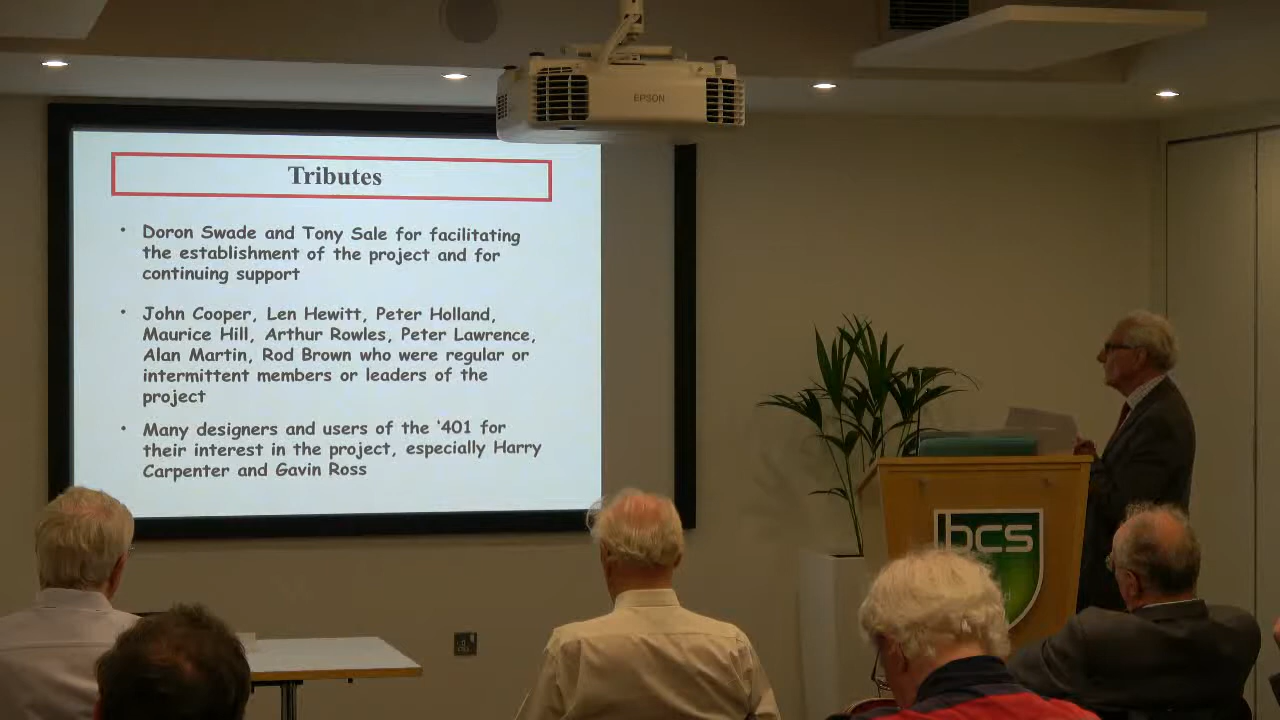 EPSON
Tributes
• Doron Swade and Tony Sale for facilitating
the establishment of the project and for
continuing support
• John Cooper, Len Hewitt, Peter Holland,
Maurice Hill, Arthur Rowles, Peter Lawrence,
Alan Martin, Rod Brown who were regular or
intermittent members or leaders of the
project
• Many designers and users of the ‘401 for
their interest in the project, especially Harry
Carpenter and Gavin Ross
bcs